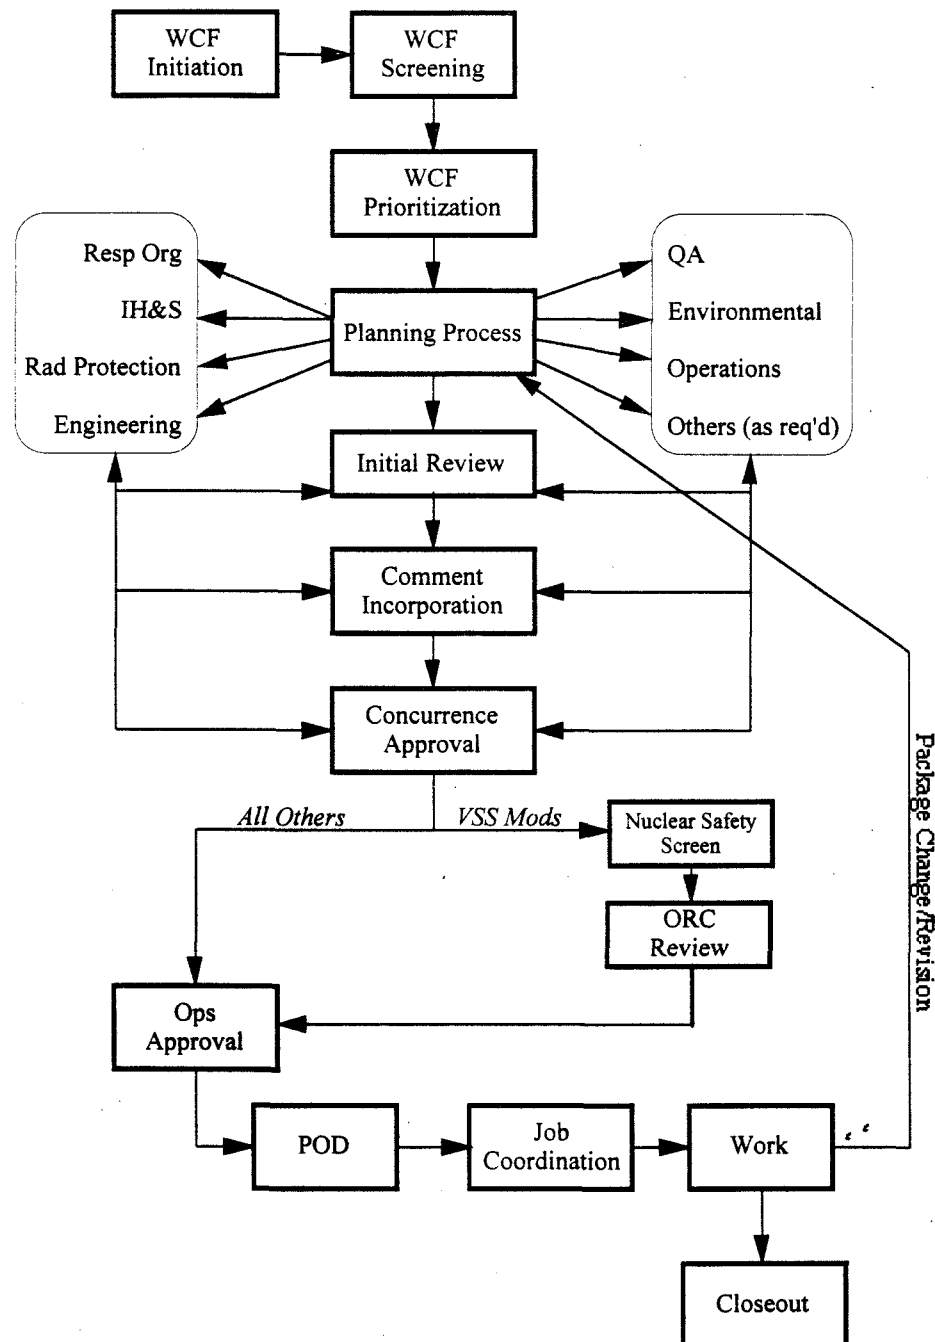 WCF
Initiation
WCF
Screening
WCF
Prioritization
Resp Org
IH&S
Rad Protection
Engineering
Planning Process
QA
Environmental
Operations
Others (as req'd)
Initial Review
Comment
Incorporation
Concurrence
Approval
All Others
VSS Mods
Nuclear Safety
Screen
ORC
Review
Package Change/Revision
Ops
Approval
POD
Job
Coordination
Work
Closeout